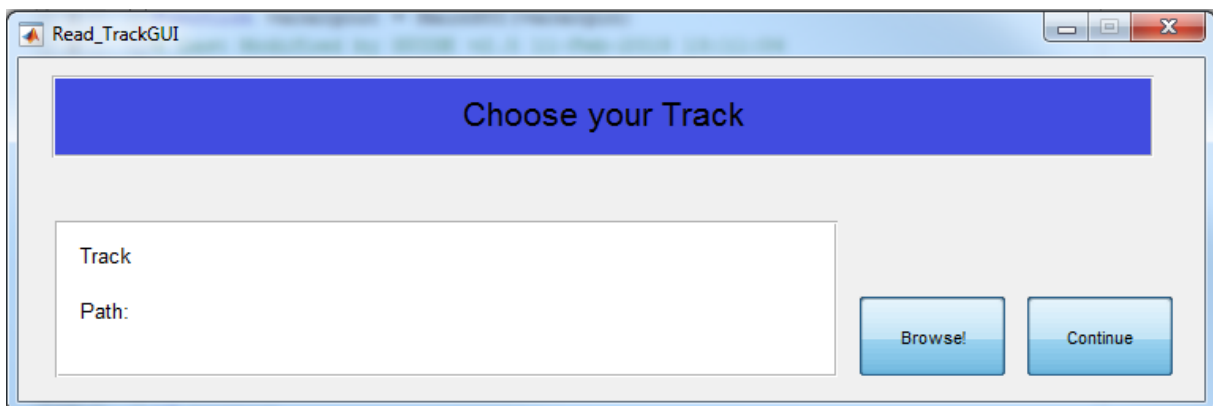 Read_TrackGUI
Choose your Track
Track
Path:
Browse!
Continue